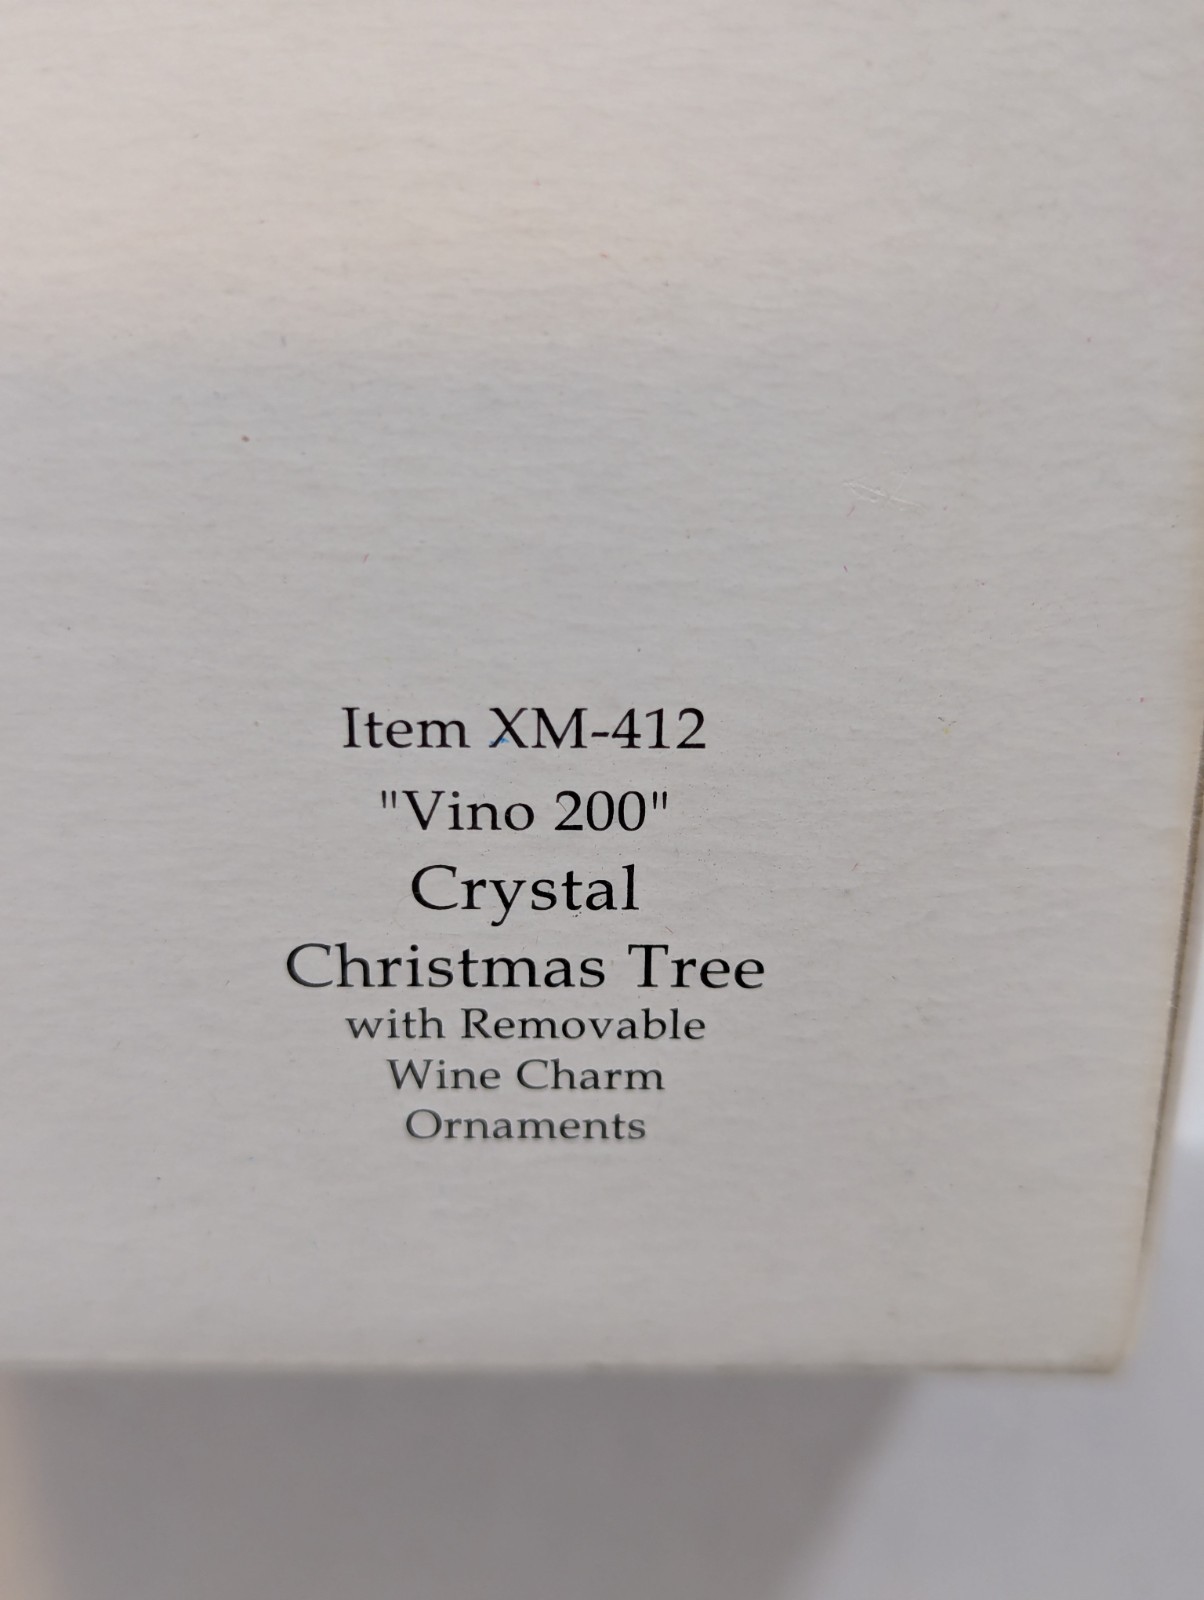 Item XM-412
"Vino 200"
Crystal
Christmas Tree
with Removable
Wine Charm
Ornaments